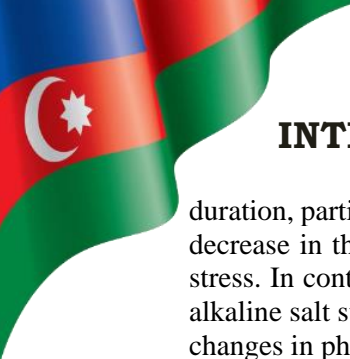 INT
duration, parti
decrease in th
stress. In cont
alkaline salt s
changes in ph